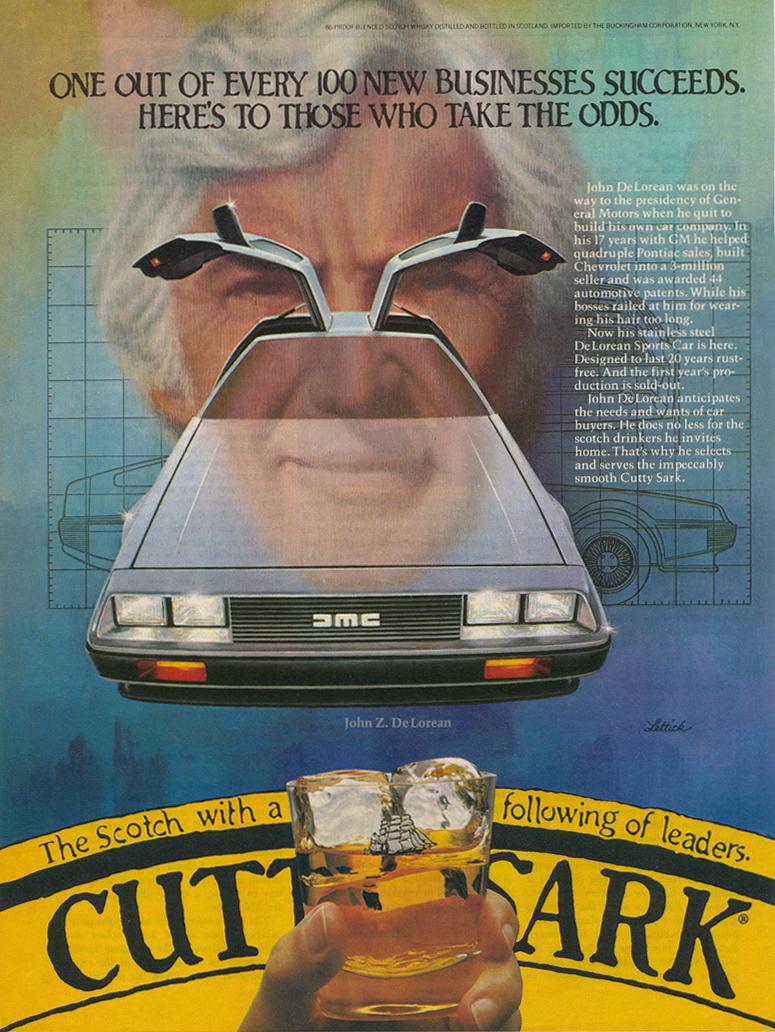 86 PROOF BLENDED SCOTCH WHISKY DISTILLED AND BOTTLED IN SCOTLAND. IMPORTED BY THE BUCKINGHAM CORPORATION, NEW YORK, N.Y.
ONE OUT OF EVERY 100 NEW BUSINESSES SUCCEEDS.
HERE'S TO THOSE WHO TAKE THE ODDS.
John DeLorean was on the
way to the presidency of Gen-
eral Motors when he quit to
build his own car company. In
his 17 years with GM he helped
quadruple Pontiac sales, built
Chevrolet into a 3-million
seller and was awarded 44
automotive patents. While his
bosses railed at him for wear-
ing his hair too long.
Now his stainless steel
DeLorean Sports Car is here.
Designed to last 20 years rust-
free. And the first year's pro-
duction is sold-out.
John DeLorean anticipates
the needs and wants of car
buyers. He does no less for the
scotch drinkers he invites
home. That's why he selects
and serves the impeccably
smooth Cutty Sark.
DMC
John Z. DeLorean
Lettick
The Scotch with a following of leaders.
CUTT SARK®